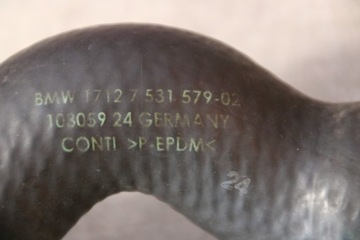 BMW 1712 7 531 579-02
103059 24 GERMANY
CONTI >P-EPDM<
24